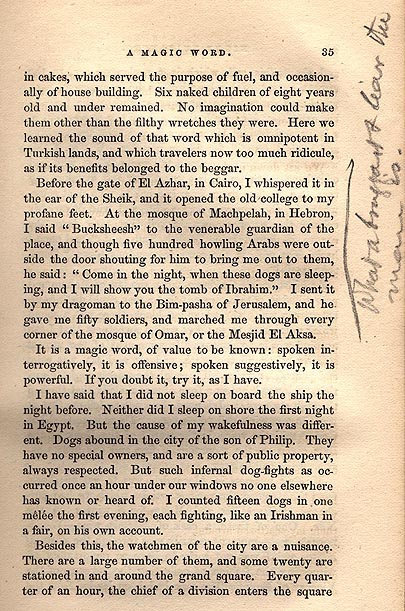 A MAGIC WORD. 35
in cakes, which served the purpose of fuel, and occasion-
ally of house building. Six naked children of eight years
old and under remained. No imagination could make
them other than the filthy wretches they were. Here we
learned the sound of that word which is omnipotent in
Turkish lands, and which travelers now too much ridicule,
as if its benefits belonged to the beggar.
Before the gate of El Azhar, in Cairo, I whispered it in
the ear of the Sheik, and it opened the old college to my
profane feet. At the mosque of Machpelah, in Hebron,
I said "Bucksheesh" to the venerable guardian of the
place, and though five hundred howling Arabs were out-
side the door shouting for him to bring me out to them,
he said: "Come in the night, when these dogs are sleep-
ing, and I will show you the tomb of Ibrahim." I sent it
by my dragoman to the Bim-pasha of Jerusalem, and he
gave me fifty soldiers, and marched me through every
corner of the mosque of Omar, or the Mesjid El Aksa.
It is a magic word, of value to be known: spoken in-
terrogatively, it is offensive; spoken suggestively, it is
powerful. If you doubt it, try it, as I have.
I have said that I did not sleep on board the ship the
night before. Neither did I sleep on shore the first night
in Egypt. But the cause of my wakefulness was differ-
ent. Dogs abound in the city of the son of Philip. They
have no special owners, and are a sort of public property,
always respected. But such infernal dog-fights as oc-
curred once an hour under our windows no one elsewhere
has known or heard of. I counted fifteen dogs in one
mêlée the first evening, each fighting, like an Irishman in
a fair, on his own account.
Besides this, the watchmen of the city are a nuisance.
There are a large number of them, and some twenty are
stationed in and around the grand square. Every quar-
ter of an hour, the chief of a division enters the square
What a braggart & liar the
man is.